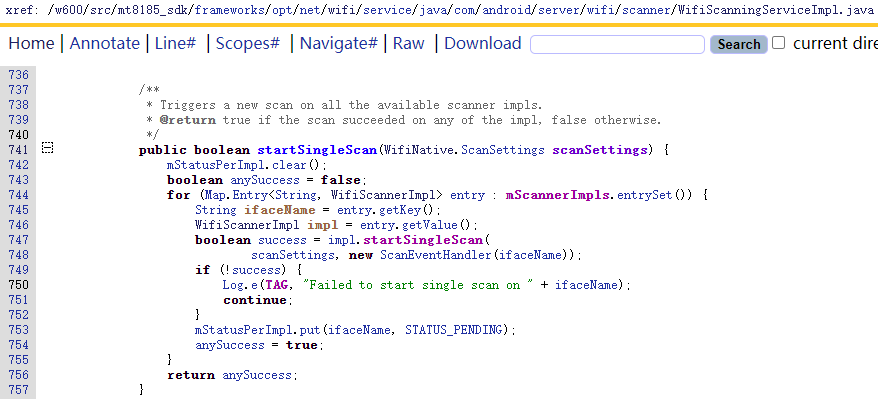 xref: /w600/src/mt8185_sdk/frameworks/opt/net/wifi/service/java/com/android/server/wifi/scanner/WifiScanningServiceImpl.java
Home | Annotate | Line# | Scopes# | Navigate# | Raw | Download Search current dire
736
737 /**
738 * Triggers a new scan on all the available scanner impls.
739 * @return true if the scan succeeded on any of the impl, false otherwise.
740 */
741 public boolean startSingleScan(WifiNative.ScanSettings scanSettings) {
742 mStatusPerImpl.clear();
743 boolean anySuccess = false;
744 for (Map.Entry<String, WifiScannerImpl> entry : mScannerImpls.entrySet()) {
745 String ifaceName = entry.getKey();
746 WifiScannerImpl impl = entry.getValue();
747 boolean success = impl.startSingleScan(
748 scanSettings, new ScanEventHandler(ifaceName));
749 if (!success) {
750 Log.e(TAG, "Failed to start single scan on " + ifaceName);
751 continue;
752 }
753 mStatusPerImpl.put(ifaceName, STATUS_PENDING);
754 anySuccess = true;
755 }
756 return anySuccess;
757 }